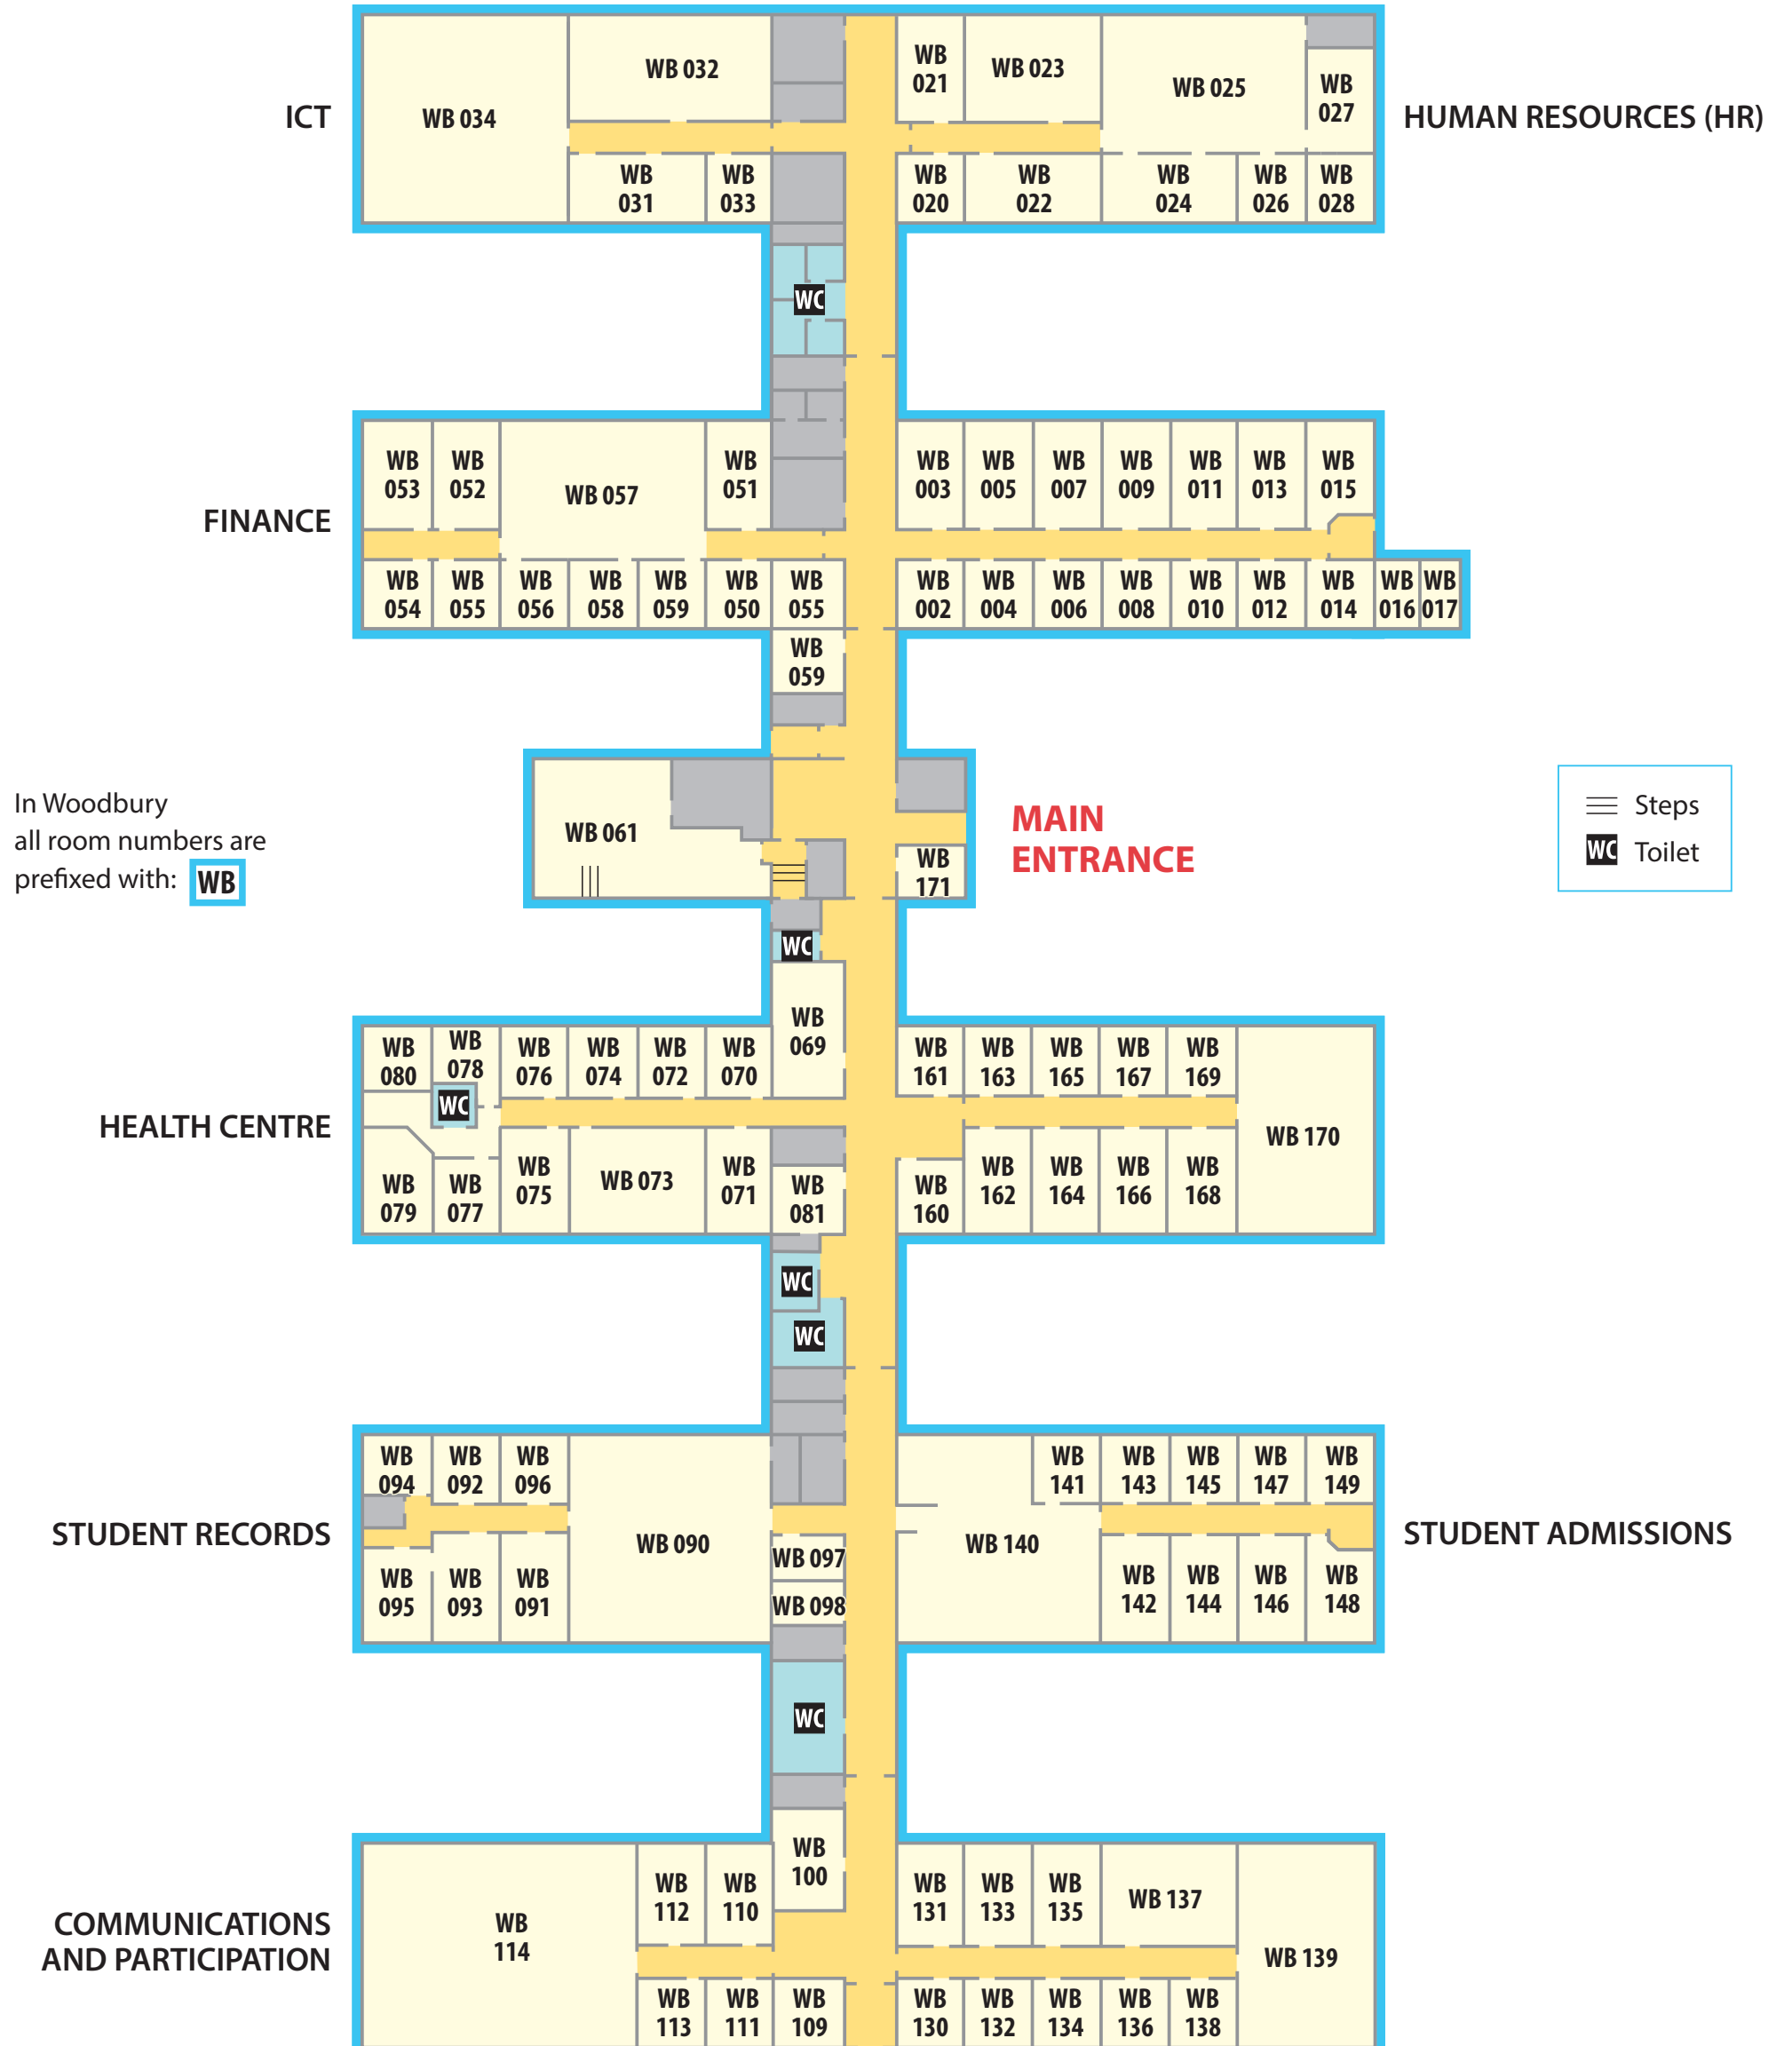 ICT
WB 034
WB 032
WB
031
WB
033
WB
021
WB 023
WB 025
WB
027
WB
020
WB
022
WB
024
WB
026
WB
028
HUMAN RESOURCES (HR)
WC
FINANCE
WB
053
WB
052
WB 057
WB
051
WB
054
WB
055
WB
056
WB
058
WB
059
WB
050
WB
055
WB
059
WB
003
WB
005
WB
007
WB
009
WB
011
WB
013
WB
015
WB
002
WB
004
WB
006
WB
008
WB
010
WB
012
WB
014
WB
016
WB
017
In Woodbury
all room numbers are
prefixed with: WB
WB 061
WB
171
MAIN
ENTRANCE
Steps
WC Toilet
WC
WB
069
HEALTH CENTRE
WB
080
WB
078
WC
WB
076
WB
074
WB
072
WB
070
WB
079
WB
077
WB
075
WB 073
WB
071
WB
081
WB
161
WB
163
WB
165
WB
167
WB
169
WB 170
WB
160
WB
162
WB
164
WB
166
WB
168
WC
WC
STUDENT RECORDS
WB
094
WB
092
WB
096
WB 090
WB
095
WB
093
WB
091
WB 097
WB 098
WB 140
WB
141
WB
143
WB
145
WB
147
WB
149
WB
142
WB
144
WB
146
WB
148
STUDENT ADMISSIONS
WC
WB
100
COMMUNICATIONS
AND PARTICIPATION
WB
114
WB
112
WB
110
WB
113
WB
111
WB
109
WB
131
WB
133
WB
135
WB 137
WB 139
WB
130
WB
132
WB
134
WB
136
WB
138